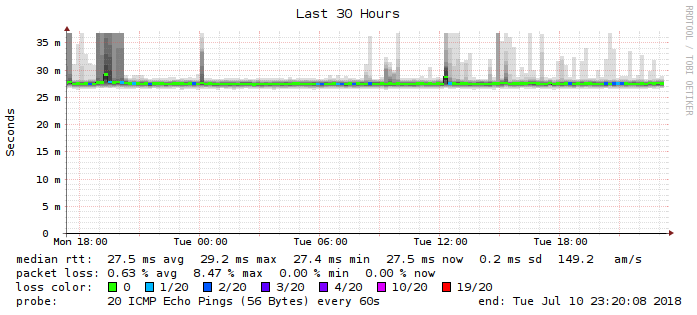 Last 30 Hours
RRDTOOL / TOBI OETIKER
Seconds
35 m
30 m
25 m
20 m
15 m
10 m
5 m
0
Mon 18:00 Tue 00:00 Tue 06:00 Tue 12:00 Tue 18:00
median rtt: 27.5 ms avg 29.2 ms max 27.4 ms min 27.5 ms now 0.2 ms sd 149.2 am/s
packet loss: 0.63 % avg 8.47 % max 0.00 % min 0.00 % now
loss color: 0 1/20 2/20 3/20 4/20 10/20 19/20
probe: 20 ICMP Echo Pings (56 Bytes) every 60s end: Tue Jul 10 23:20:08 2018